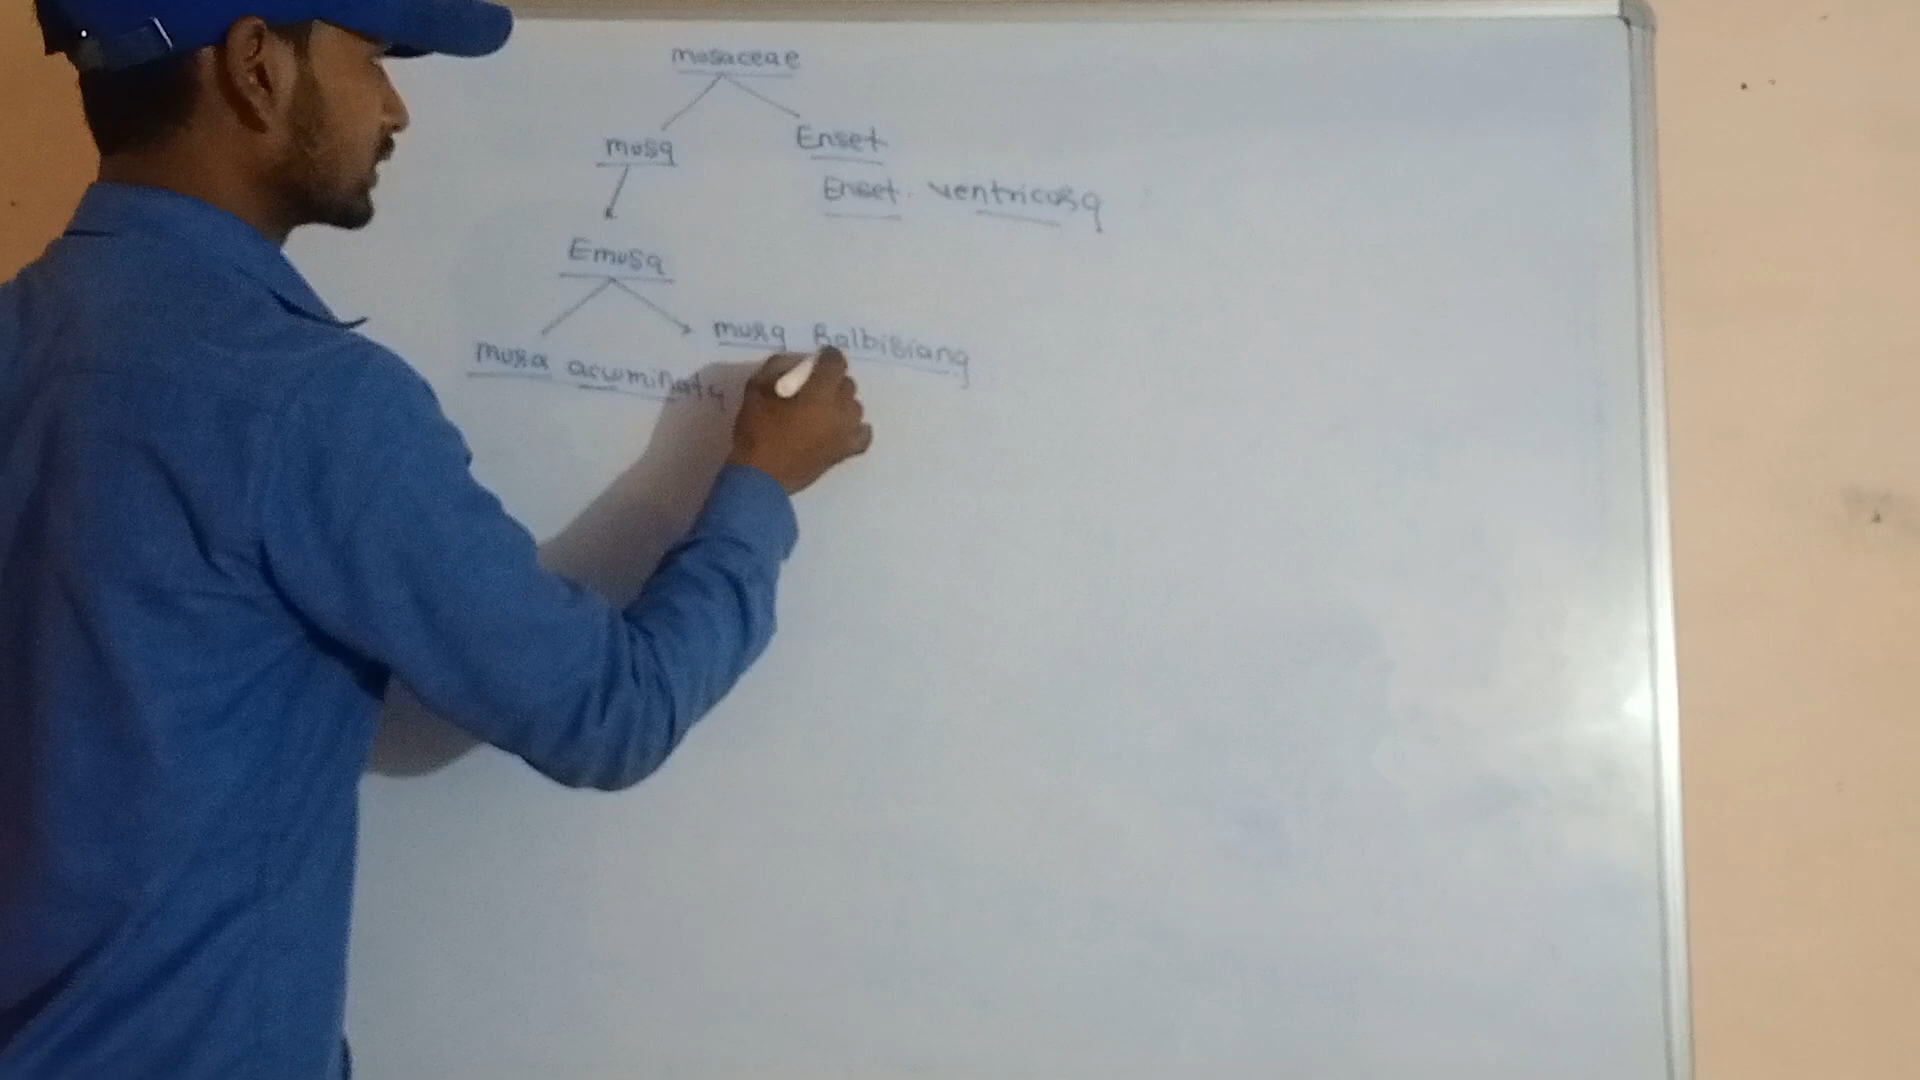 musaceae
musa
Enset
Enset. ventricosa
Emusa
musa Balbisiana
musa acuminata